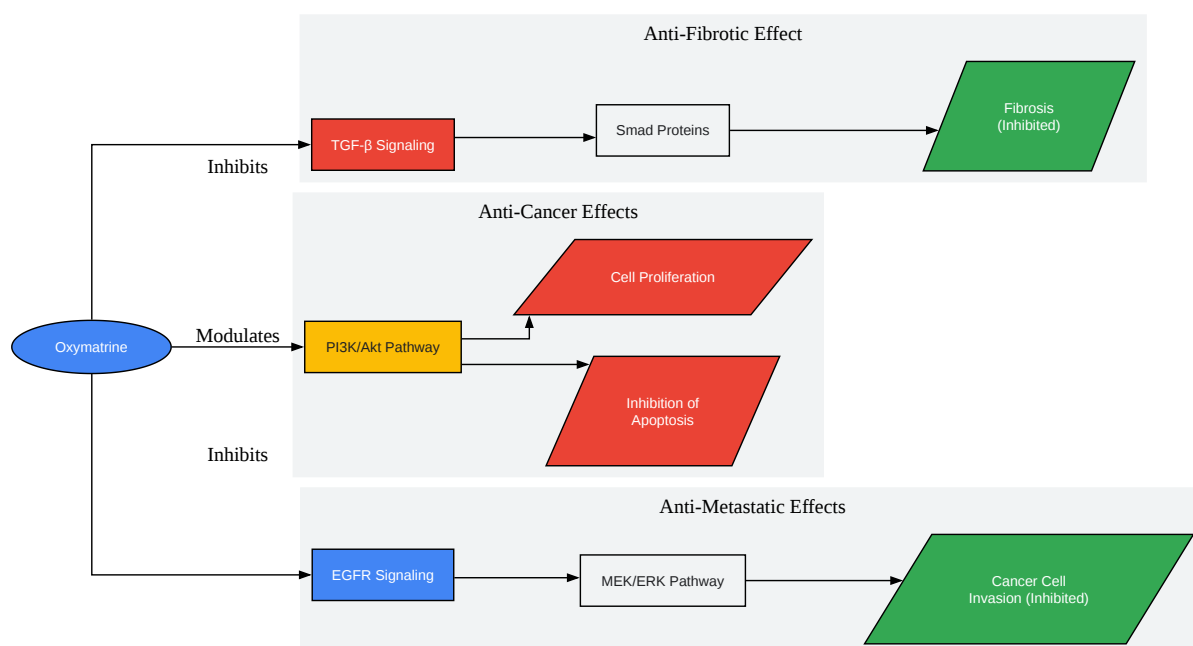 Anti-Fibrotic Effect
Fibrosis
(Inhibited)
Smad Proteins
TGF-β Signaling
Inhibits
Anti-Cancer Effects
Cell Proliferation
Modulates
Oxymatrine
PI3K/Akt Pathway
Inhibition of
Apoptosis
Inhibits
Anti-Metastatic Effects
EGFR Signaling
MEK/ERK Pathway
Cancer Cell
Invasion (Inhibited)